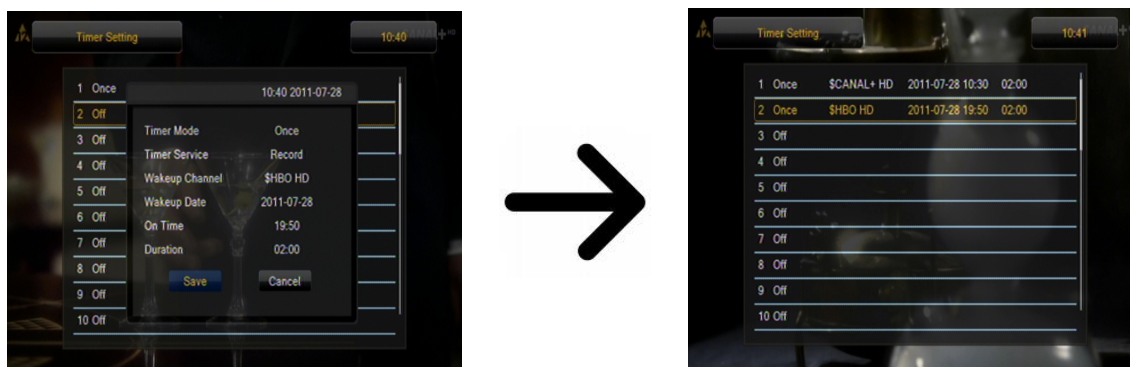 Timer Setting 10:40
1 Once 10:40 2011-07-28
2 Off
Timer Mode Once
3 Off
Timer Service Record
4 Off
Wakeup Channel $HBO HD
5 Off
Wakeup Date 2011-07-28
6 Off
On Time 19:50
7 Off
Duration 02:00
8 Off
Save Cancel
9 Off
10 Off
Timer Setting 10:41
1 Once $CANAL+ HD 2011-07-28 10:30 02:00
2 Once $HBO HD 2011-07-28 19:50 02:00
3 Off
4 Off
5 Off
6 Off
7 Off
8 Off
9 Off
10 Off